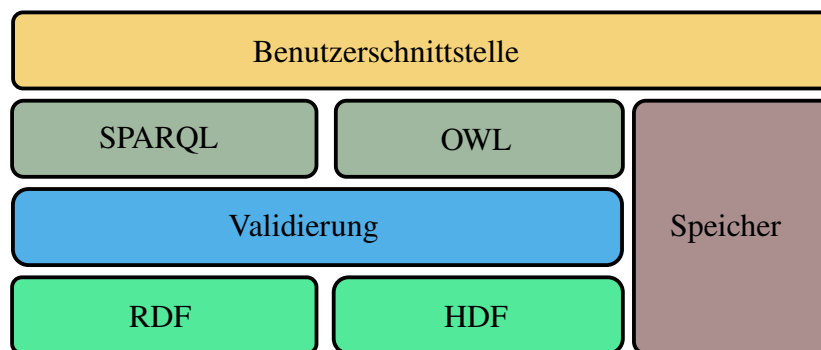 Benutzerschnittstelle
SPARQL
OWL
Validierung
Speicher
RDF
HDF